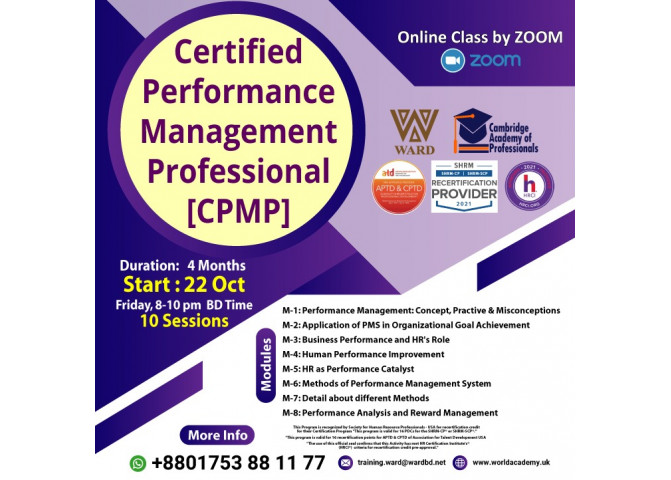 Certified
Performance
Management
Professional
[CPMP]
Online Class by ZOOM
zoom
WARD
Cambridge
Academy of
Professionals
atd
APTD & CPTD
SHRM
SHRM-CP | SHRM-SCP
RECERTIFICATION
PROVIDER
2021
2021
h
HRCI
Duration: 4 Months
Start : 22 Oct
Friday, 8-10 pm BD Time
10 Sessions
Modules
M-1: Performance Management: Concept, Practive & Misconceptions
M-2: Application of PMS in Organizational Goal Achievement
M-3: Business Performance and HR's Role
M-4: Human Performance Improvement
M-5: HR as Performance Catalyst
M-6: Methods of Performance Management System
M-7: Detail about different Methods
M-8: Performance Analysis and Reward Management
This Program is recognized by Society for Human Resource Professionals - USA for recertification credit
for their Certification Program "This program is valid for 16 PDCs for the SHRM-CP® or SHRM-SCP®."
"This program is valid for 16 recertification points for APTD & CPTD of Association for Talent Development USA
"The use of this official seal confirms that this Activity has met HR Certification Institute's®
(HRCI®) criteria for recertification credit pre-approval."
More Info
+8801753 88 11 77
training.ward@wardbd.net
www.worldacademy.uk